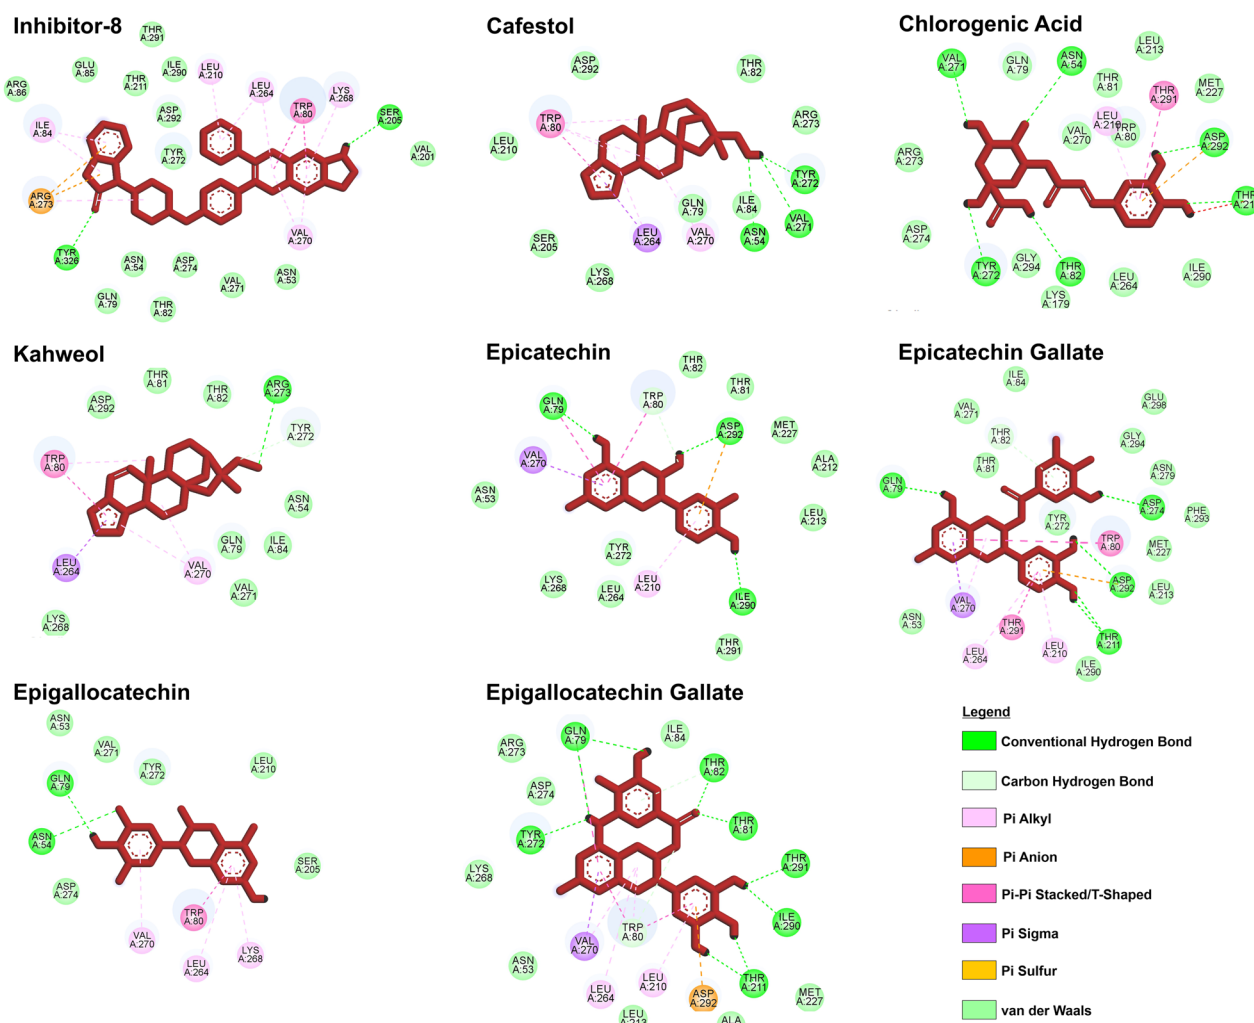 Inhibitor-8
THR
A:291
GLU
A:85
THR
A:211
ILE
A:290
LEU
A:210
LEU
A:264
LYS
A:268
ARG
A:86
ASP
A:292
TRP
A:80
SER
A:205
ILE
A:84
TYR
A:272
VAL
A:201
ARG
A:273
VAL
A:270
TYR
A:326
ASN
A:54
ASP
A:274
VAL
A:271
ASN
A:53
GLN
A:79
THR
A:82
Cafestol
ASP
A:292
THR
A:82
TRP
A:80
ARG
A:273
LEU
A:210
TYR
A:272
GLN
A:79
ILE
A:84
VAL
A:271
SER
A:205
LEU
A:264
VAL
A:270
ASN
A:54
LYS
A:268
Chlorogenic Acid
VAL
A:271
GLN
A:79
ASN
A:54
LEU
A:213
THR
A:81
THR
A:291
MET
A:227
VAL
A:270
TRP
A:80
ASP
A:292
ARG
A:273
ASP
A:274
TYR
A:272
GLY
A:294
THR
A:82
LYS
A:179
LEU
A:264
ILE
A:290
Kahweol
ASP
A:292
THR
A:81
THR
A:82
ARG
A:273
TYR
A:272
TRP
A:80
ASN
A:54
GLN
A:79
ILE
A:84
LEU
A:264
VAL
A:270
VAL
A:271
LYS
A:268
Epicatechin
THR
A:82
GLN
A:79
TRP
A:80
THR
A:81
ASP
A:292
MET
A:227
VAL
A:270
ALA
A:212
ASN
A:53
LEU
A:213
TYR
A:272
LYS
A:268
LEU
A:264
LEU
A:210
ILE
A:290
THR
A:291
Epicatechin Gallate
ILE
A:84
VAL
A:271
GLU
A:298
THR
A:82
GLY
A:294
THR
A:81
ASN
A:279
GLN
A:79
ASP
A:274
PHE
A:293
TYR
A:272
TRP
A:80
MET
A:227
ASP
A:292
LEU
A:213
VAL
A:270
ASN
A:53
THR
A:291
THR
A:211
LEU
A:264
LEU
A:210
ILE
A:290
Epigallocatechin
ASN
A:53
VAL
A:271
TYR
A:272
LEU
A:210
GLN
A:79
ASN
A:54
SER
A:205
ASP
A:274
TRP
A:80
VAL
A:270
LEU
A:264
LYS
A:268
Epigallocatechin Gallate
GLN
A:79
ILE
A:84
ARG
A:273
THR
A:82
ASP
A:274
TYR
A:272
THR
A:81
LYS
A:268
THR
A:291
TRP
A:80
ILE
A:290
VAL
A:270
ASN
A:53
LEU
A:264
LEU
A:210
ASP
A:292
THR
A:211
MET
A:227
LEU
A:213
ALA
Legend
Conventional Hydrogen Bond
Carbon Hydrogen Bond
Pi Alkyl
Pi Anion
Pi-Pi Stacked/T-Shaped
Pi Sigma
Pi Sulfur
van der Waals